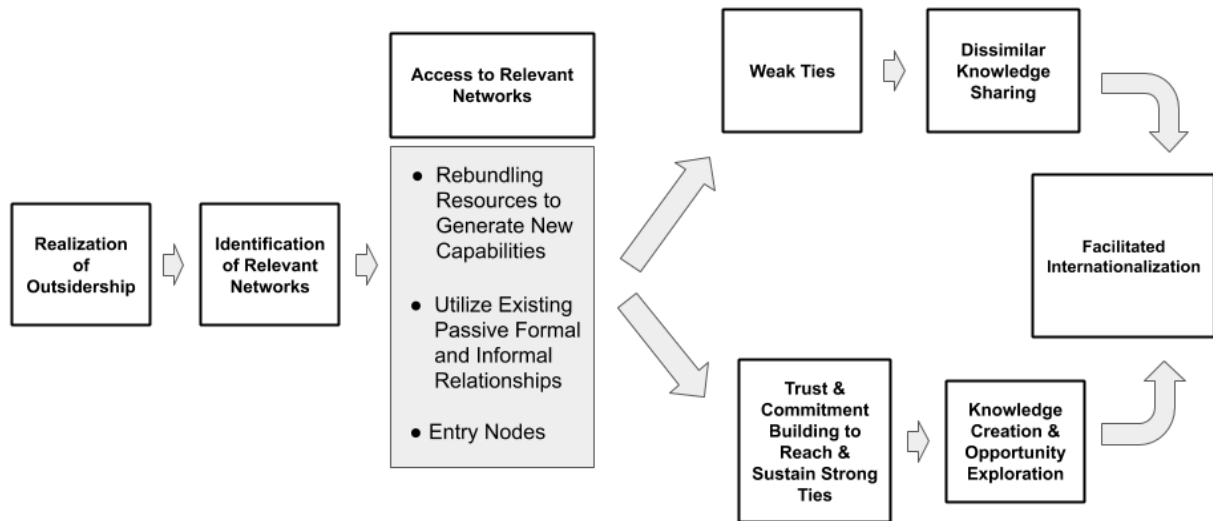 Realization
of
Outsidership
Identification
of Relevant
Networks
Access to Relevant
Networks
● Rebundling
Resources to
Generate New
Capabilities
● Utilize Existing
Passive Formal
and Informal
Relationships
● Entry Nodes
Weak Ties
Dissimilar
Knowledge
Sharing
Trust &
Commitment
Building to
Reach &
Sustain Strong
Ties
Knowledge
Creation &
Opportunity
Exploration
Facilitated
Internationalization